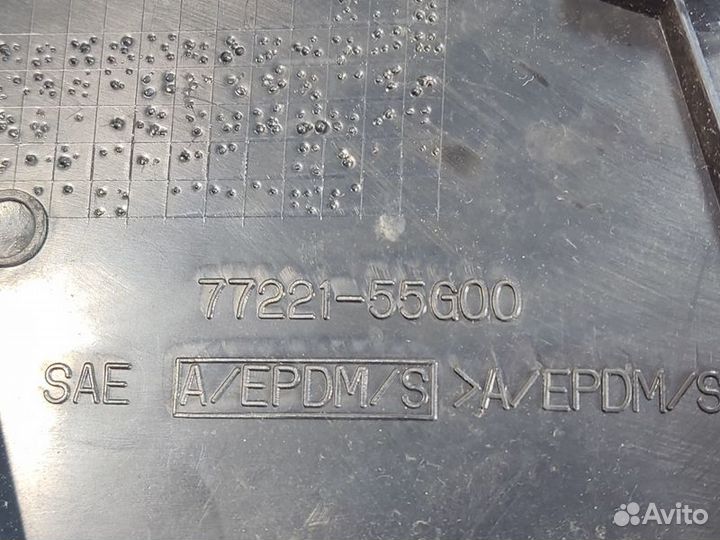 77221-55G00
SAE A/EPDM/S >A/EPDM/S
Avito